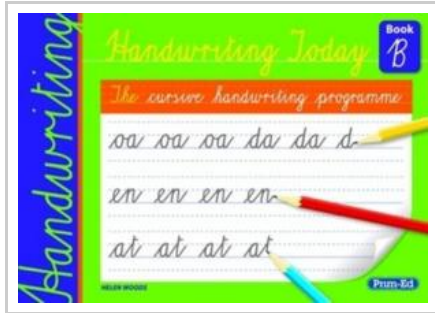 Handwriting
Handwriting Today
Book
B
The cursive handwriting programme
oa oa oa da da d
en en en en
at at at at
HELEN WOODS
Prim-Ed